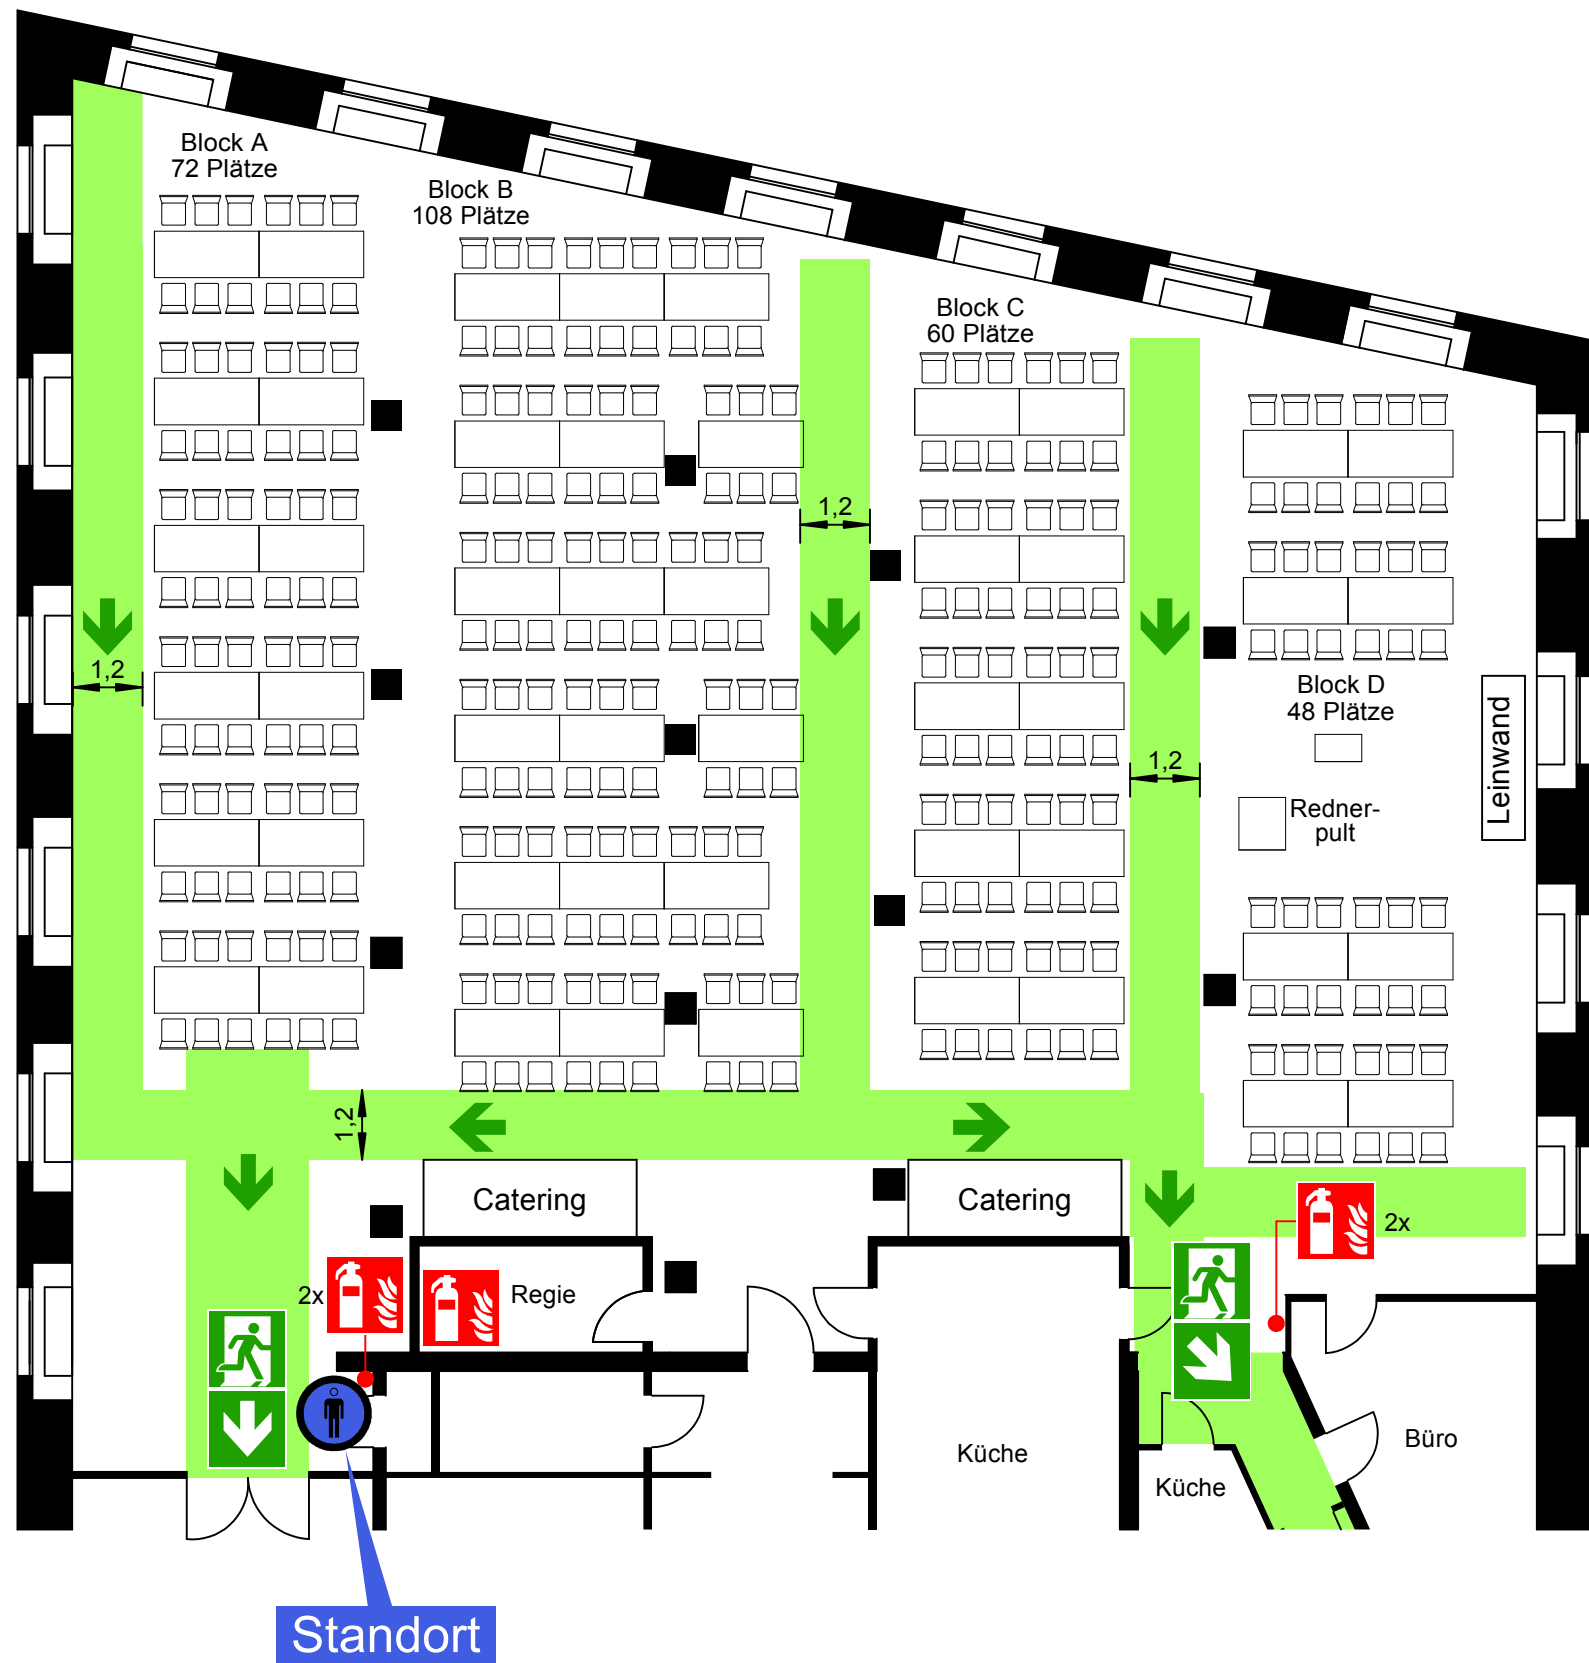 Block A
72 Plätze
Block B
108 Plätze
Block C
60 Plätze
1,2
1,2
Block D
48 Plätze
Leinwand
1,2
Redner-
pult
1,2
Catering
Catering
2x
2x
Regie
Küche
Büro
Küche
Standort